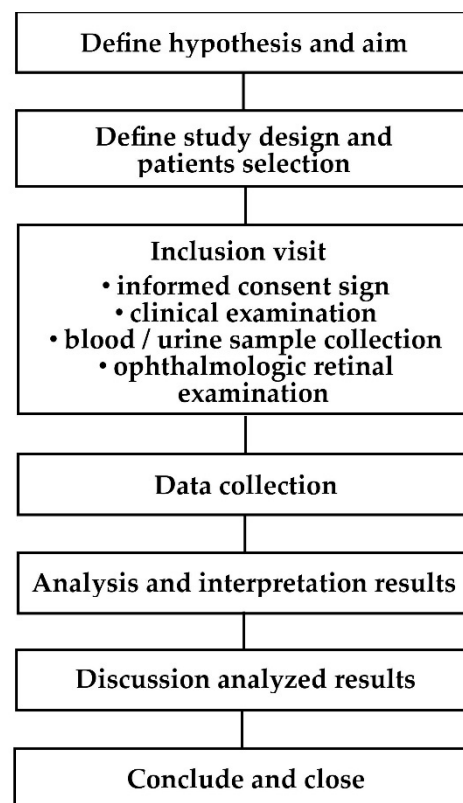 Define hypothesis and aim
Define study design and
patients selection
Inclusion visit
• informed consent sign
• clinical examination
• blood / urine sample collection
• ophthalmologic retinal
examination
Data collection
Analysis and interpretation results
Discussion analyzed results
Conclude and close